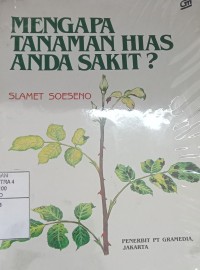 MENGAPA
TANAMAN HIAS
ANDA SAKIT?
SLAMET SOESENO
PENERBIT PT GRAMEDIA,
JAKARTA